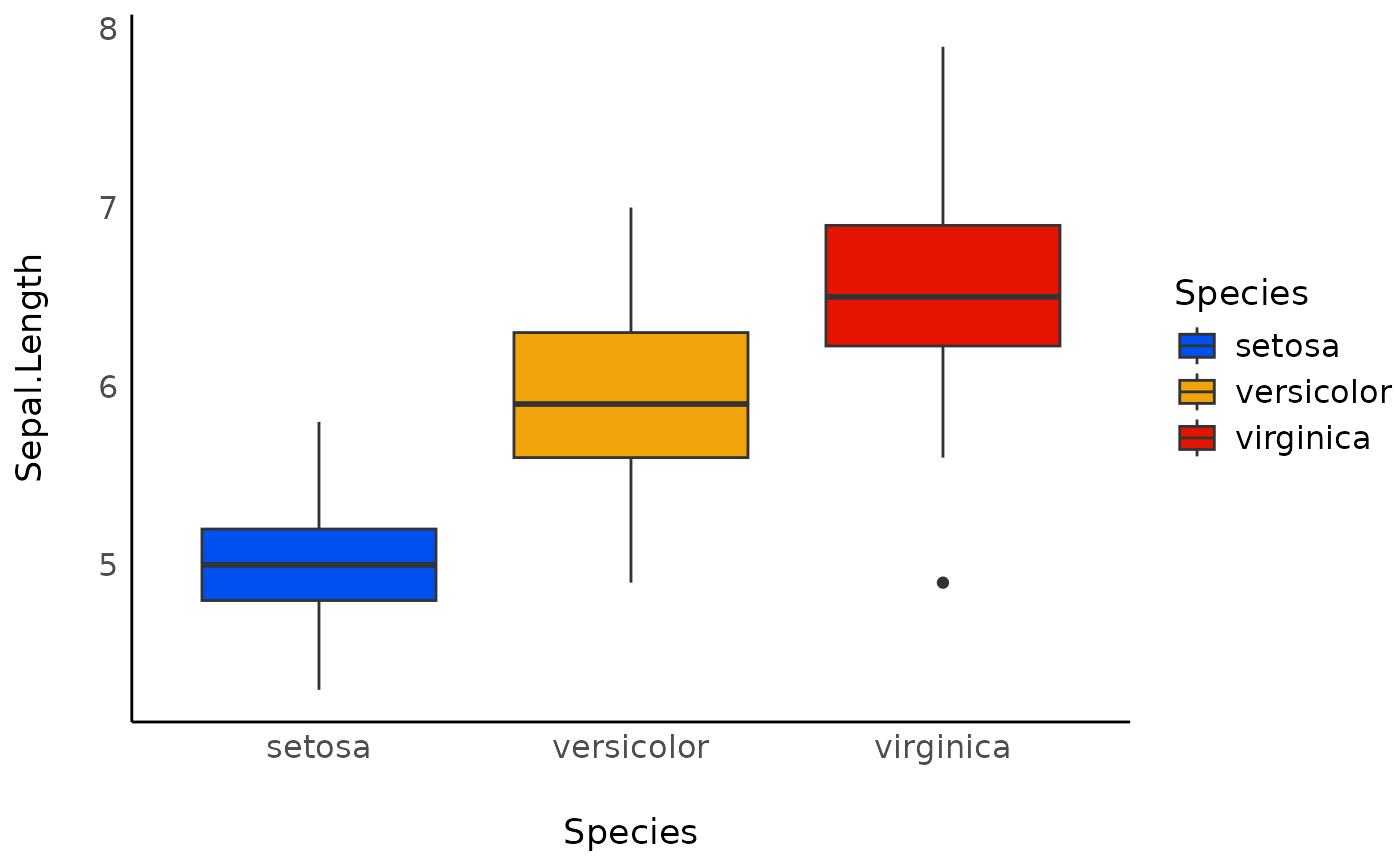 Sepal.Length
8
7
6
5
setosa
versicolor
virginica
Species
Species
setosa
versicolor
virginica